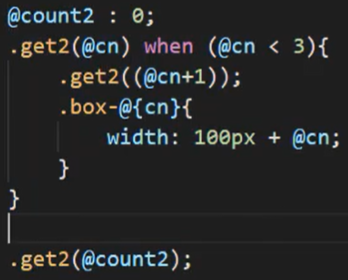 @count2 : 0;
.get2(@cn) when (@cn < 3){
.get2((@cn+1));
.box-@{cn}{
width: 100px + @cn;
}
}
.get2(@count2);